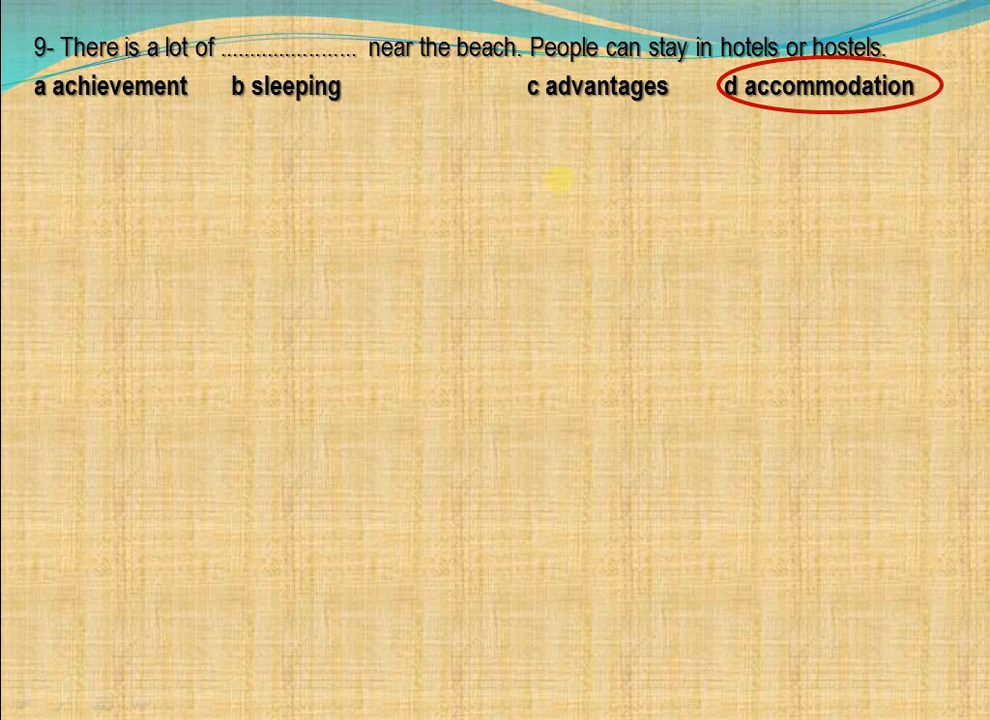 9- There is a lot of ........................ near the beach. People can stay in hotels or hostels.
a achievement b sleeping c advantages d accommodation